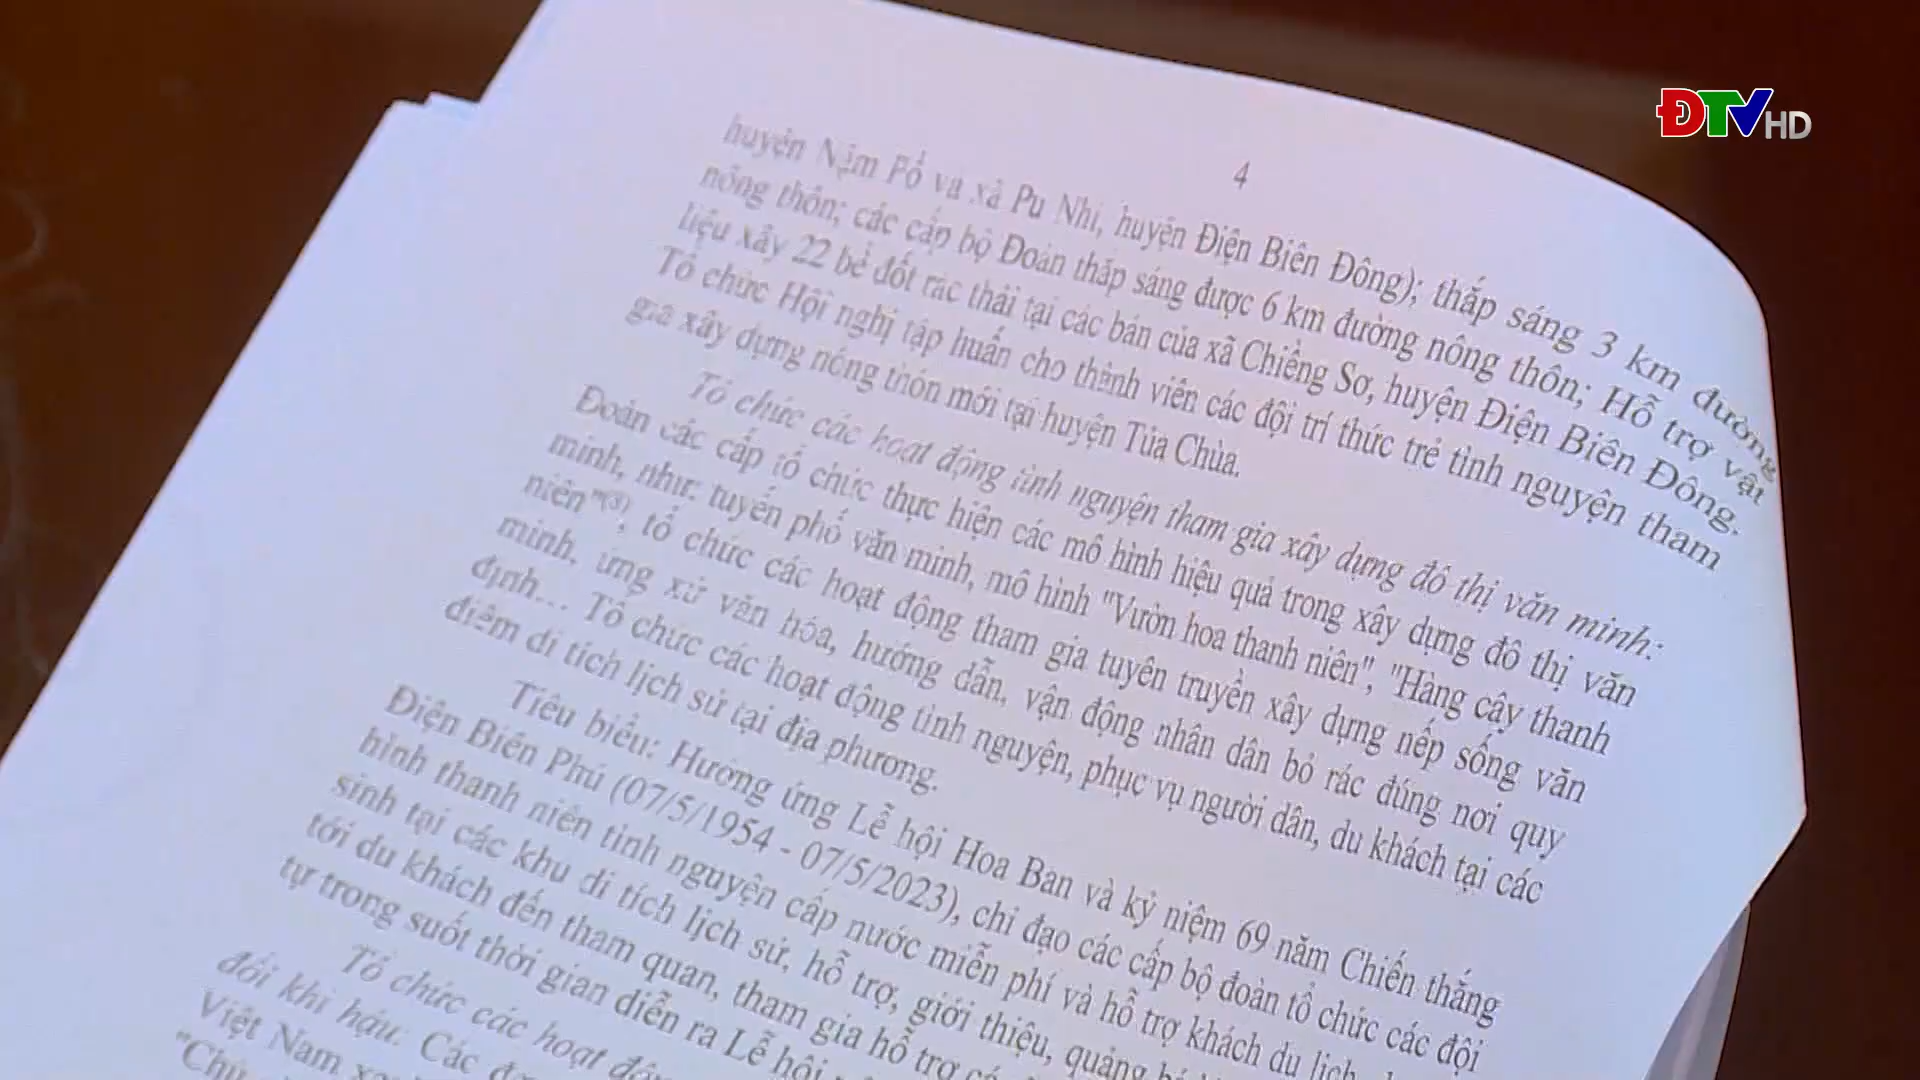 ĐTV HD
4
huyện Nậm Pồ và xã Pu Nhi, huyện Điện Biên Đông); thắp sáng 3 km đường
nông thôn; các cấp bộ Đoàn thắp sáng được 6 km đường nông thôn; Hỗ trợ vật
liệu xây 22 bể đốt rác thải tại các bản của xã Chiềng Sơ, huyện Điện Biên Đông.
Tổ chức Hội nghị tập huấn cho thành viên các đội trí thức trẻ tình nguyện tham
gia xây dựng nông thôn mới tại huyện Tủa Chùa.
Tổ chức các hoạt động tình nguyện tham gia xây dựng đô thị văn minh:
Đoàn các cấp tổ chức thực hiện các mô hình hiệu quả trong xây dựng đô thị văn
minh, như: tuyến phố văn minh, mô hình "Vườn hoa thanh niên", "Hàng cây thanh
niên"(3), tổ chức các hoạt động tham gia tuyên truyền xây dựng nếp sống văn
minh, ứng xử văn hóa, hướng dẫn, vận động nhân dân bỏ rác đúng nơi quy
định... Tổ chức các hoạt động tình nguyện, phục vụ người dân, du khách tại các
điểm di tích lịch sử tại địa phương.
Tiêu biểu: Hưởng ứng Lễ hội Hoa Ban và kỷ niệm 69 năm Chiến thắng
Điện Biên Phủ (07/5/1954 - 07/5/2023), chỉ đạo các cấp bộ đoàn tổ chức các đội
hình thanh niên tình nguyện cấp nước miễn phí và hỗ trợ khách du lịch,
sinh tại các khu di tích lịch sử, hỗ trợ, giới thiệu, quảng bá
tới du khách đến tham quan, tham gia hỗ trợ
tự trong suốt thời gian diễn ra Lễ hội
Tổ chức các hoạt động
đổi khí hậu: Các
Việt Nam